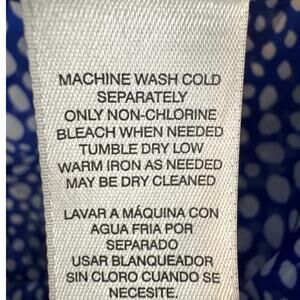 MACHINE WASH COLD
SEPARATELY
ONLY NON-CHLORINE
BLEACH WHEN NEEDED
TUMBLE DRY LOW
WARM IRON AS NEEDED
MAY BE DRY CLEANED
LAVAR A MÁQUINA CON
AGUA FRIA POR
SEPARADO
USAR BLANQUEADOR
SIN CLORO CUANDO SE
NECESITE